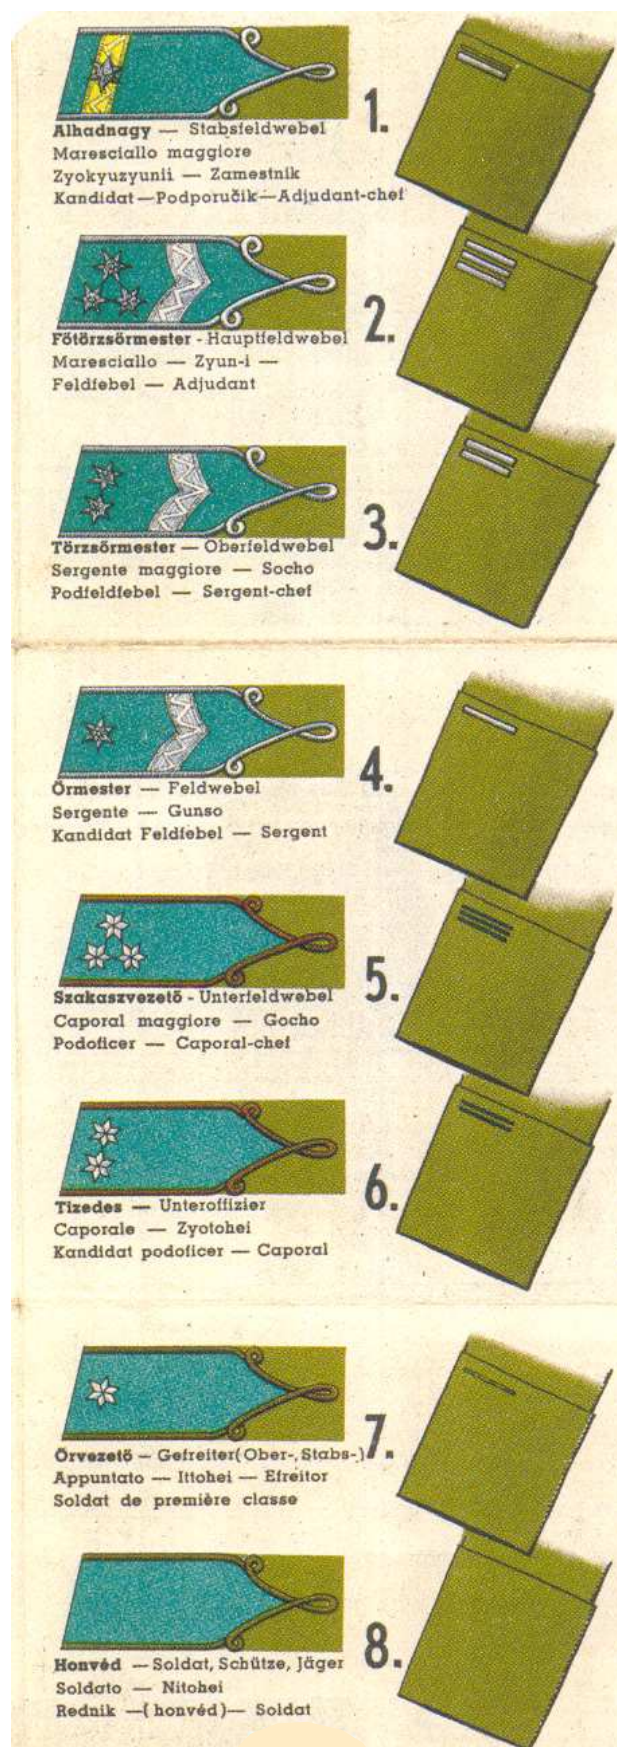 1.
Alhadnagy — Stabsfeldwebel
Maresciallo maggiore
Zyokyuzyunii — Zamestnik
Kandidat—Podporučik—Adjudant-chef
2.
Főtörzsörmester - Hauptfeldwebel
Maresciallo — Zyun-i —
Feldfebel — Adjudant
3.
Törzsőrmester — Oberfeldwebel
Sergente maggiore — Socho
Podfeldfebel — Sergent-chef
4.
Örmester — Feldwebel
Sergente — Gunso
Kandidat Feldfebel — Sergent
5.
Szakaszvezető - Unterfeldwebel
Caporal maggiore — Gocho
Podoficer — Caporal-chef
6.
Tizedes — Unteroffizier
Caporale — Zyotohei
Kandidat podoficer — Caporal
7.
Örvezető — Gefreiter(Ober-, Stabs-)
Appuntato — Ittohei — Efreitor
Soldat de première classe
8.
Honvéd — Soldat, Schütze, Jäger
Soldato — Nitohei
Rednik —(honvéd)— Soldat